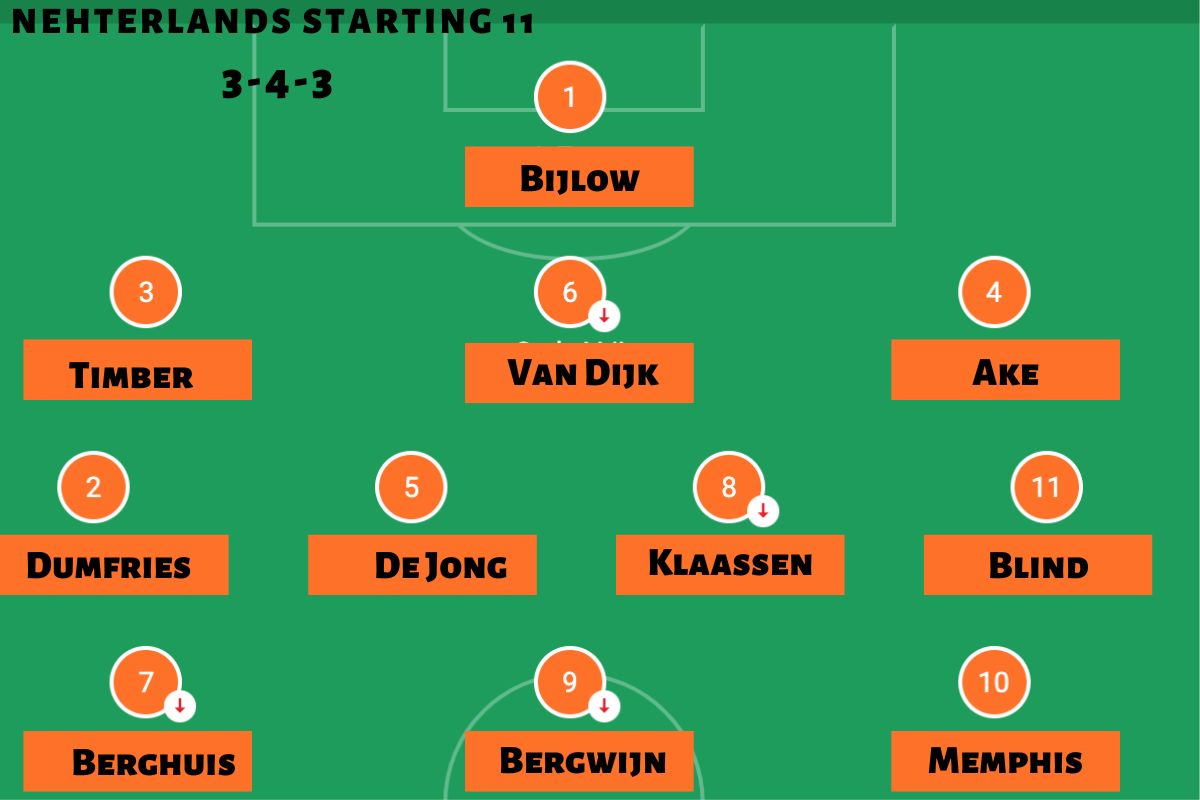 NEHTERLANDS STARTING 11
3-4-3
1
BIJLOW
3
6
4
TIMBER
VAN DIJK
AKE
2
5
8
11
DUMFRIES
DE JONG
KLAASSEN
BLIND
7
9
10
BERGHUIS
BERGWIJN
MEMPHIS